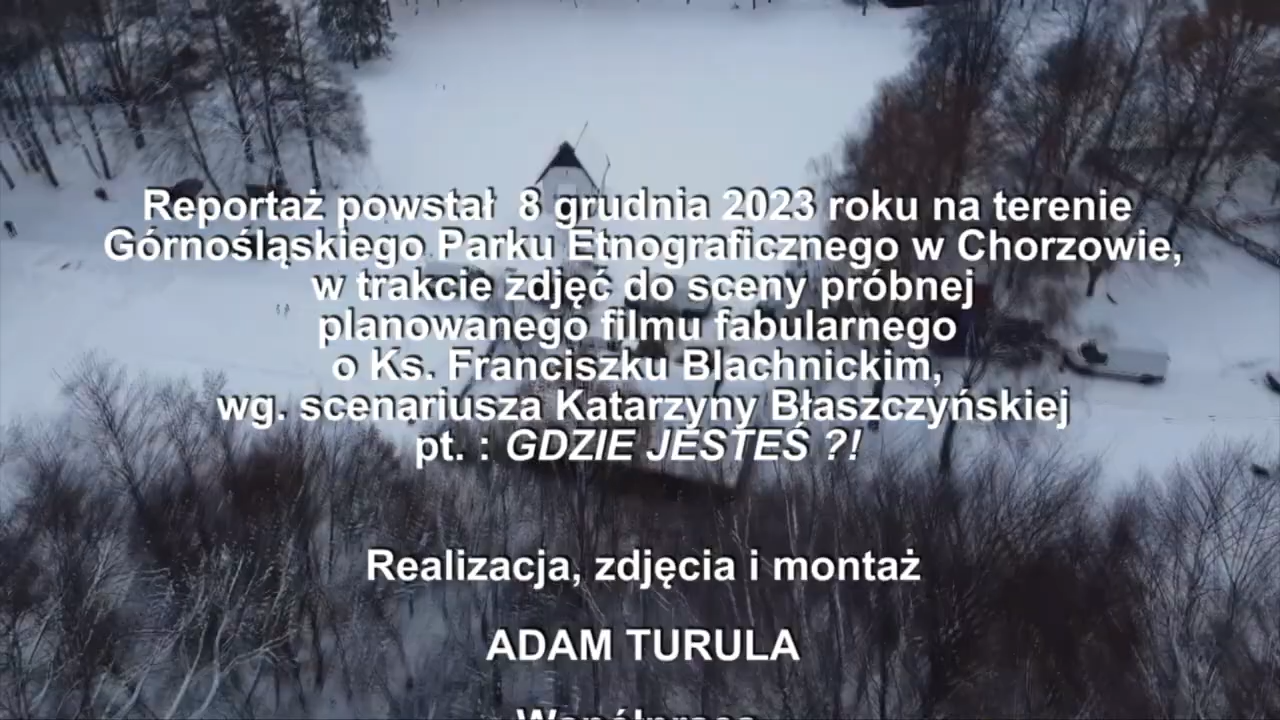 Reportaż powstał 8 grudnia 2023 roku na terenie
Górnośląskiego Parku Etnograficznego w Chorzowie,
w trakcie zdjęć do sceny próbnej
planowanego filmu fabularnego
o Ks. Franciszku Blachnickim,
wg. scenariusza Katarzyny Błaszczyńskiej
pt. : GDZIE JESTEŚ ?!
Realizacja, zdjęcia i montaż
ADAM TURULA
Współpraca